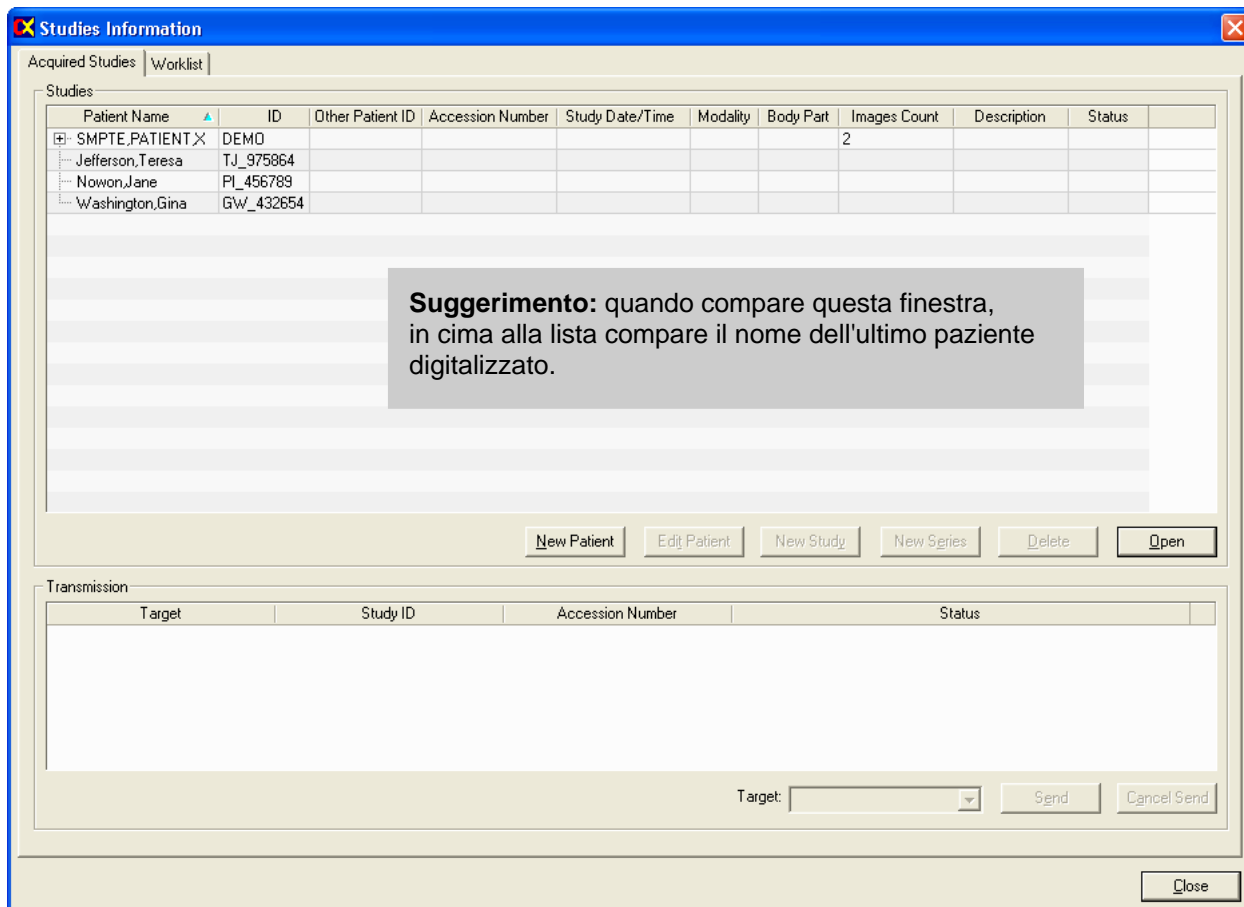 Studies Information
Acquired Studies Worklist
Studies
Patient Name ID Other Patient ID Accession Number Study Date/Time Modality Body Part Images Count Description Status
SMPTE,PATIENT,X DEMO 2
Jefferson,Teresa TJ_975864
Nowon,Jane PI_456789
Washington,Gina GW_432654
Suggerimento: quando compare questa finestra,
in cima alla lista compare il nome dell'ultimo paziente
digitalizzato.
New Patient Edit Patient New Study New Series Delete Open
Transmission
Target Study ID Accession Number Status
Target: Send Cancel Send
Close